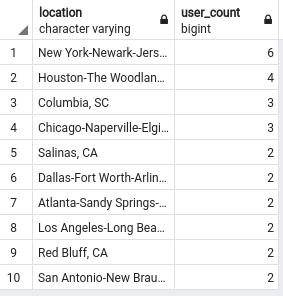 location user_count
character varying bigint
1 New York-Newark-Jers... 6
2 Houston-The Woodlan... 4
3 Columbia, SC 3
4 Chicago-Naperville-Elgi... 3
5 Salinas, CA 2
6 Dallas-Fort Worth-Arlin... 2
7 Atlanta-Sandy Springs-... 2
8 Los Angeles-Long Bea... 2
9 Red Bluff, CA 2
10 San Antonio-New Brau... 2